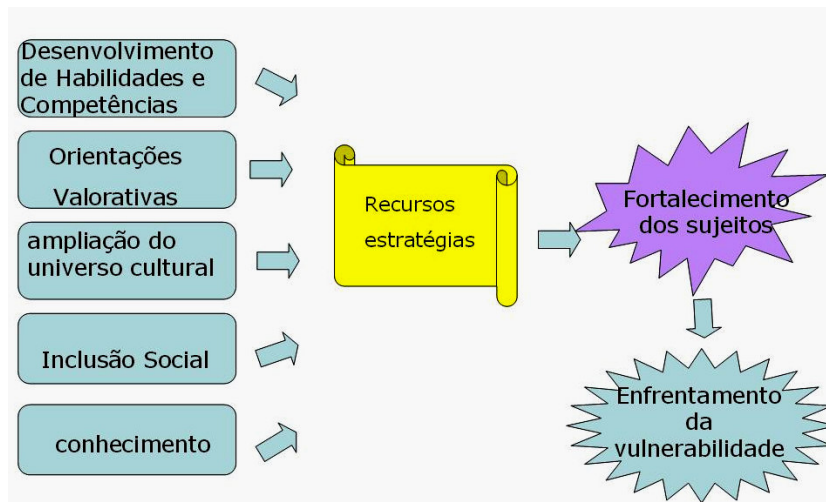 Desenvolvimento
de Habilidades e
Competências
Orientações
Valorativas
ampliação do
universo cultural
Inclusão Social
conhecimento
Recursos
estratégias
Fortalecimento
dos sujeitos
Enfrentamento
da
vulnerabilidade